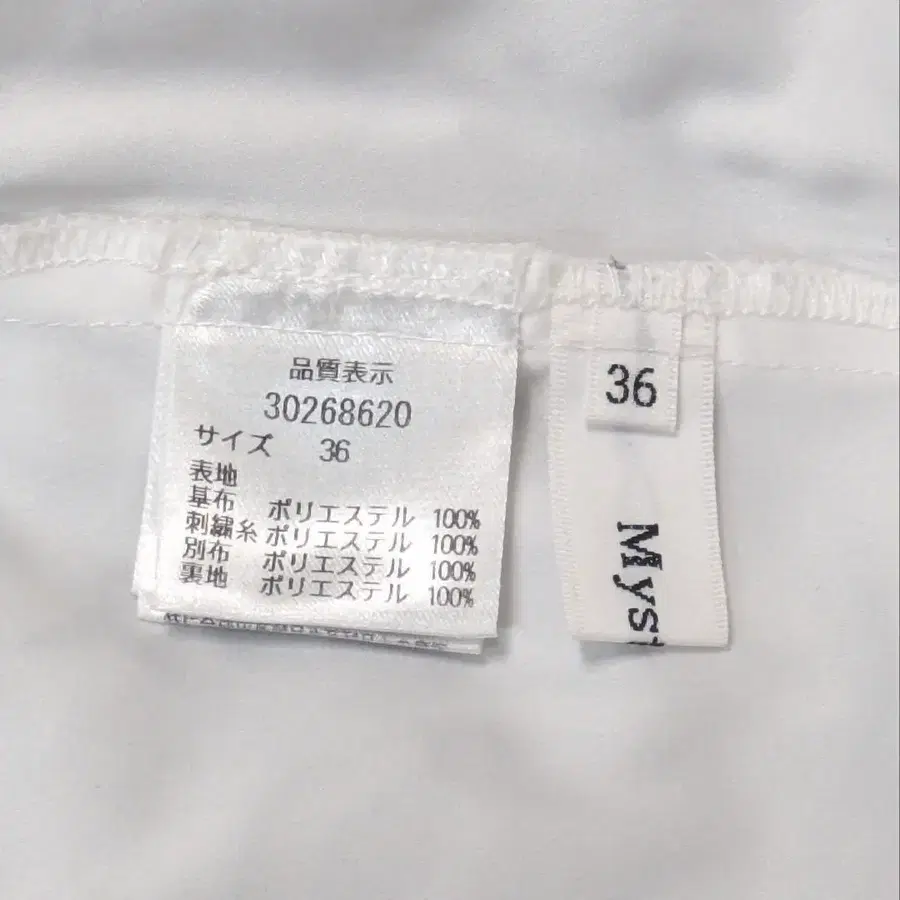 品質表示
30268620
サイズ 36
表地
基布 ポリエステル 100%
刺繍糸 ポリエステル 100%
別布 ポリエステル 100%
裏地 ポリエステル 100%
36
Myst